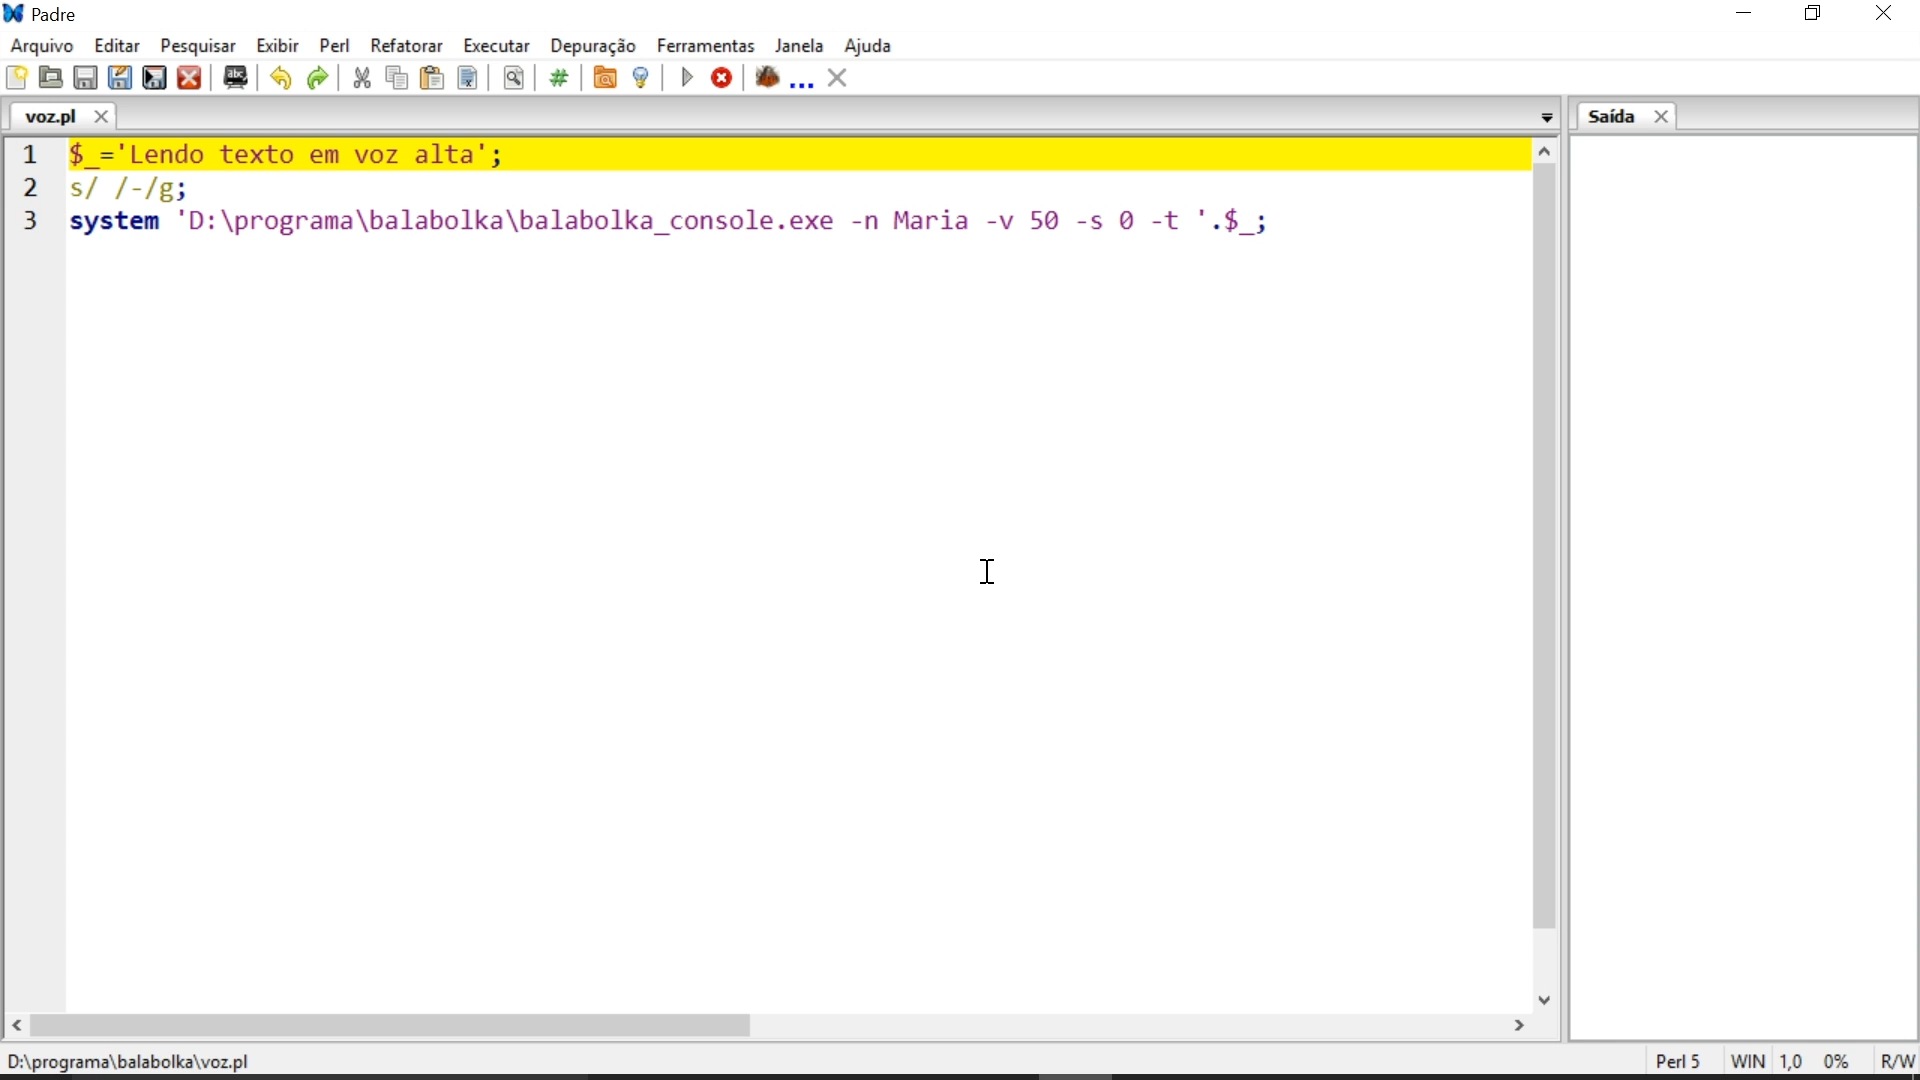 Padre
Arquivo Editar Pesquisar Exibir Perl Refatorar Executar Depuração Ferramentas Janela Ajuda
abc # ...
voz.pl Saída
1 $_='Lendo texto em voz alta';
2 s/ /-/g;
3 system 'D:\programa\balabolka\balabolka_console.exe -n Maria -v 50 -s 0 -t '.$_;
D:\programa\balabolka\voz.pl Perl 5 WIN 1,0 0% R/W